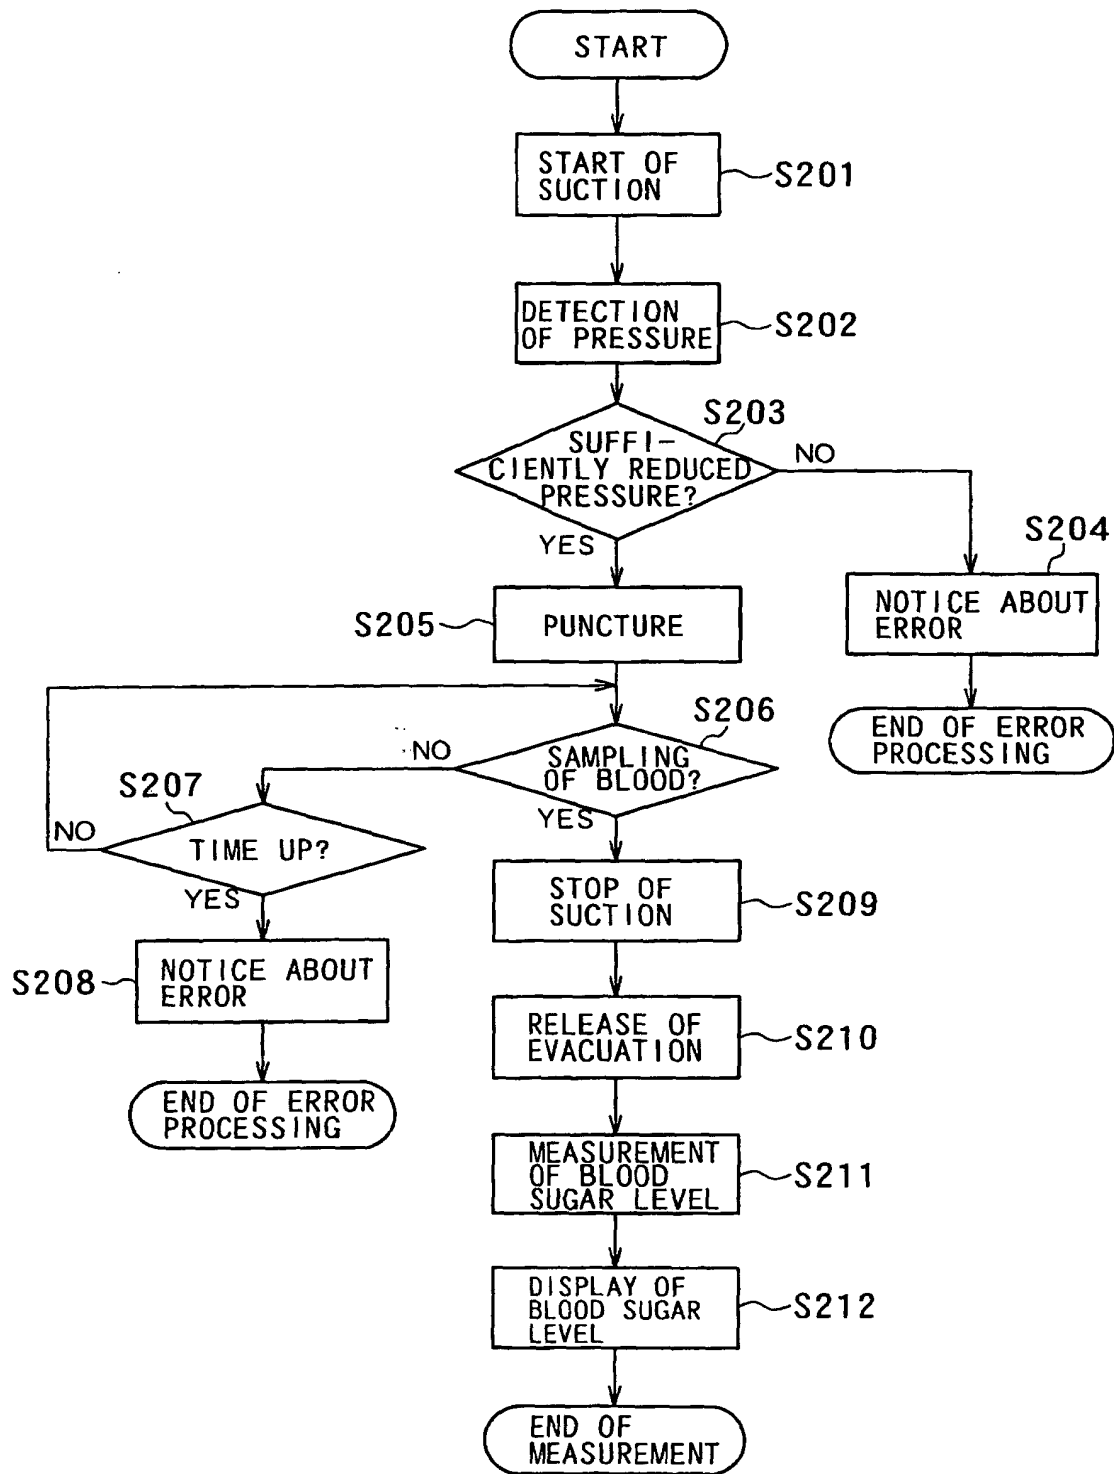 START
START OF
SUCTION
S201
DETECTION
OF PRESSURE
S202
S203
SUFFI-
CIENTLY REDUCED
PRESSURE?
NO
YES
S204
NOTICE ABOUT
ERROR
END OF ERROR
PROCESSING
S205
PUNCTURE
S206
SAMPLING
OF BLOOD?
NO
YES
S207
TIME UP?
NO
YES
S208
NOTICE ABOUT
ERROR
END OF ERROR
PROCESSING
STOP OF
SUCTION
S209
RELEASE OF
EVACUATION
S210
MEASUREMENT
OF BLOOD
SUGAR LEVEL
S211
DISPLAY OF
BLOOD SUGAR
LEVEL
S212
END OF
MEASUREMENT